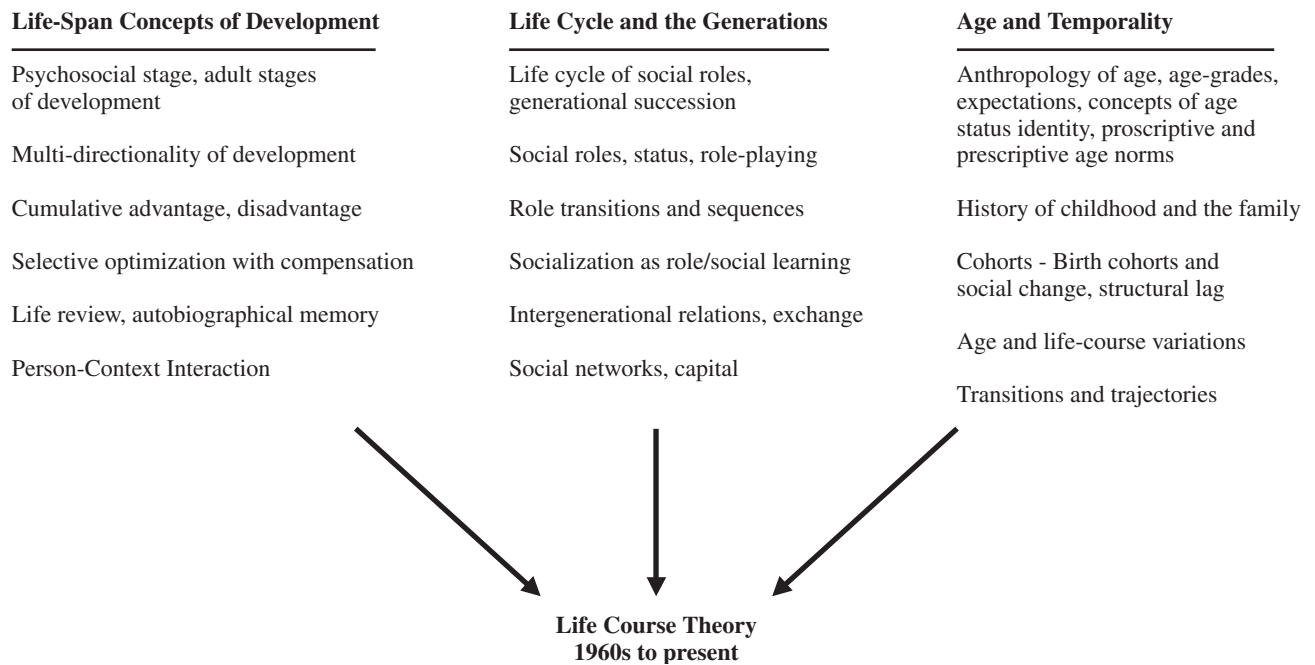 Life-Span Concepts of Development
Psychosocial stage, adult stages
of development
Multi-directionality of development
Cumulative advantage, disadvantage
Selective optimization with compensation
Life review, autobiographical memory
Person-Context Interaction
Life Cycle and the Generations
Life cycle of social roles,
generational succession
Social roles, status, role-playing
Role transitions and sequences
Socialization as role/social learning
Intergenerational relations, exchange
Social networks, capital
Age and Temporality
Anthropology of age, age-grades,
expectations, concepts of age
status identity, proscriptive and
prescriptive age norms
History of childhood and the family
Cohorts - Birth cohorts and
social change, structural lag
Age and life-course variations
Transitions and trajectories
Life Course Theory
1960s to present